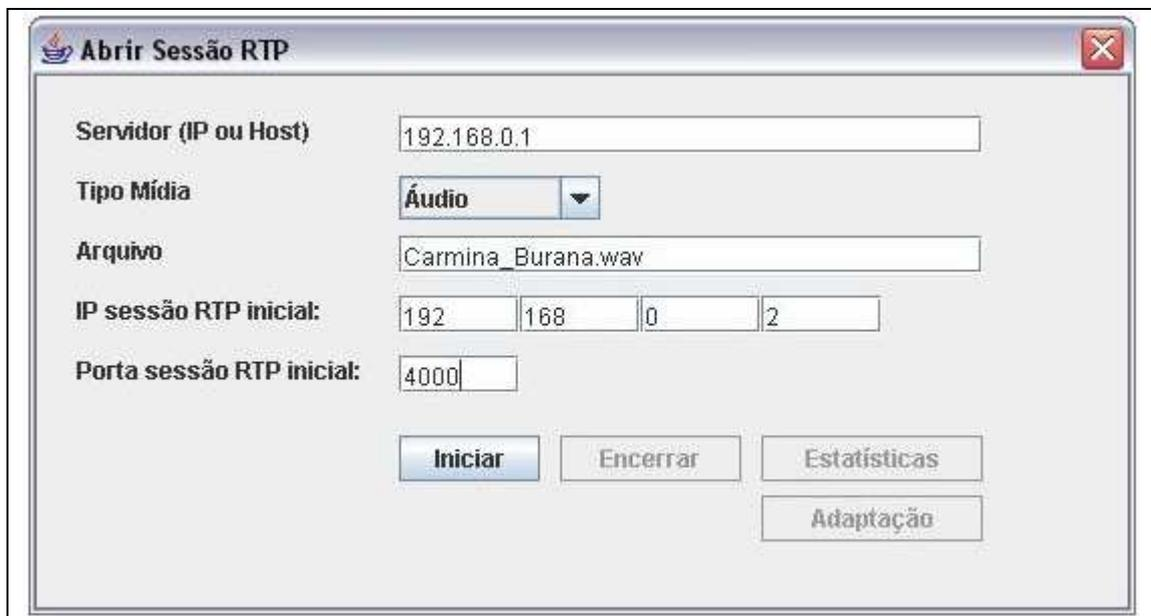 Abrir Sessão RTP
Servidor (IP ou Host) 192.168.0.1
Tipo Mídia Áudio
Arquivo Carmina_Burana.wav
IP sessão RTP inicial: 192 168 0 2
Porta sessão RTP inicial: 4000
Iniciar Encerrar Estatísticas
Adaptação